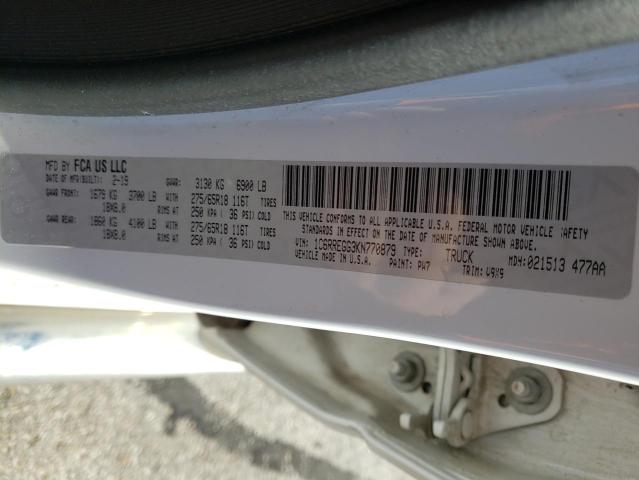 MFD BY FCA US LLC
DATE OF MFR(BUILT): 2-19 GVWR: 3130 KG 6900 LB
GAWR FRONT: 1679 KG 3700 LB 275/65R18 116T TIRES
18X8.0 RIMS AT 250 KPA ( 36 PSI) COLD
GAWR REAR: 1860 KG 4100 LB 275/65R18 116T TIRES
18X8.0 RIMS AT 250 KPA ( 36 PSI) COLD
THIS VEHICLE CONFORMS TO ALL APPLICABLE U.S.A. FEDERAL MOTOR VEHICLE SAFETY
STANDARDS IN EFFECT ON THE DATE OF MANUFACTURE SHOWN ABOVE.
VIN: 1C6RREGG3KN770879 TYPE: TRUCK
VEHICLE MADE IN U.S.A. PAINT: PW7 TRIM: V9X9 MDH: 021513 477AA